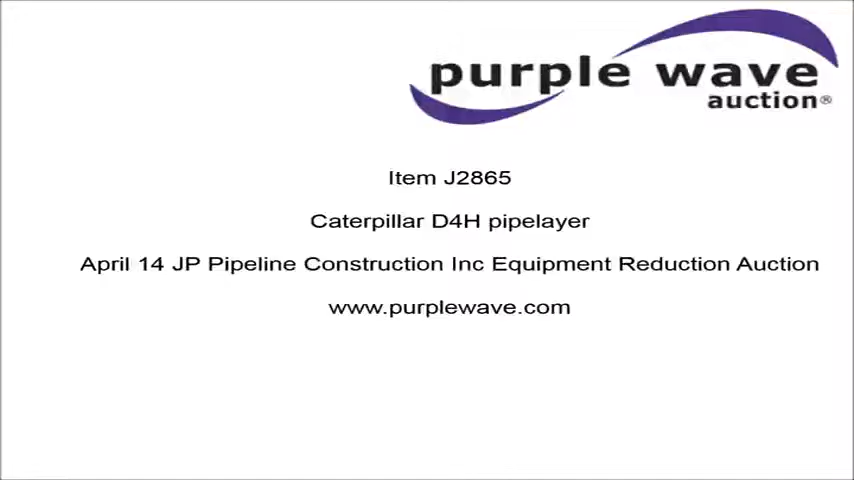 purple wave
auction®
Item J2865
Caterpillar D4H pipelayer
April 14 JP Pipeline Construction Inc Equipment Reduction Auction
www.purplewave.com